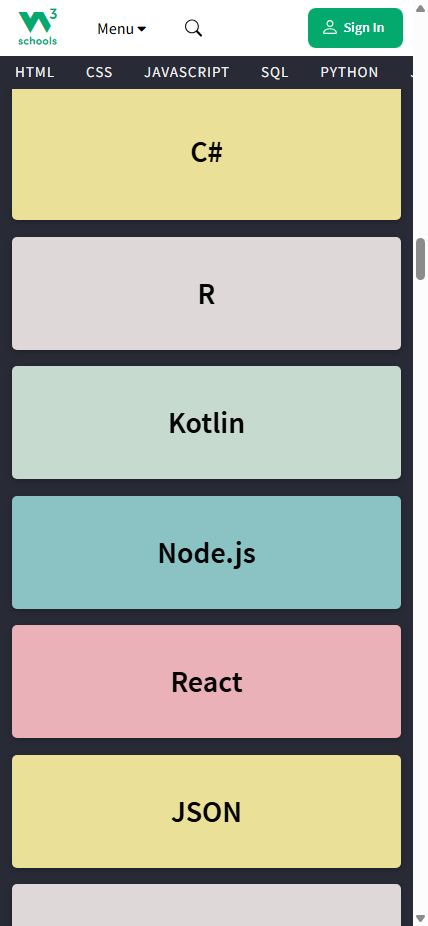 W3
schools
Menu
Sign In
HTML CSS JAVASCRIPT SQL PYTHON
C#
R
Kotlin
Node.js
React
JSON